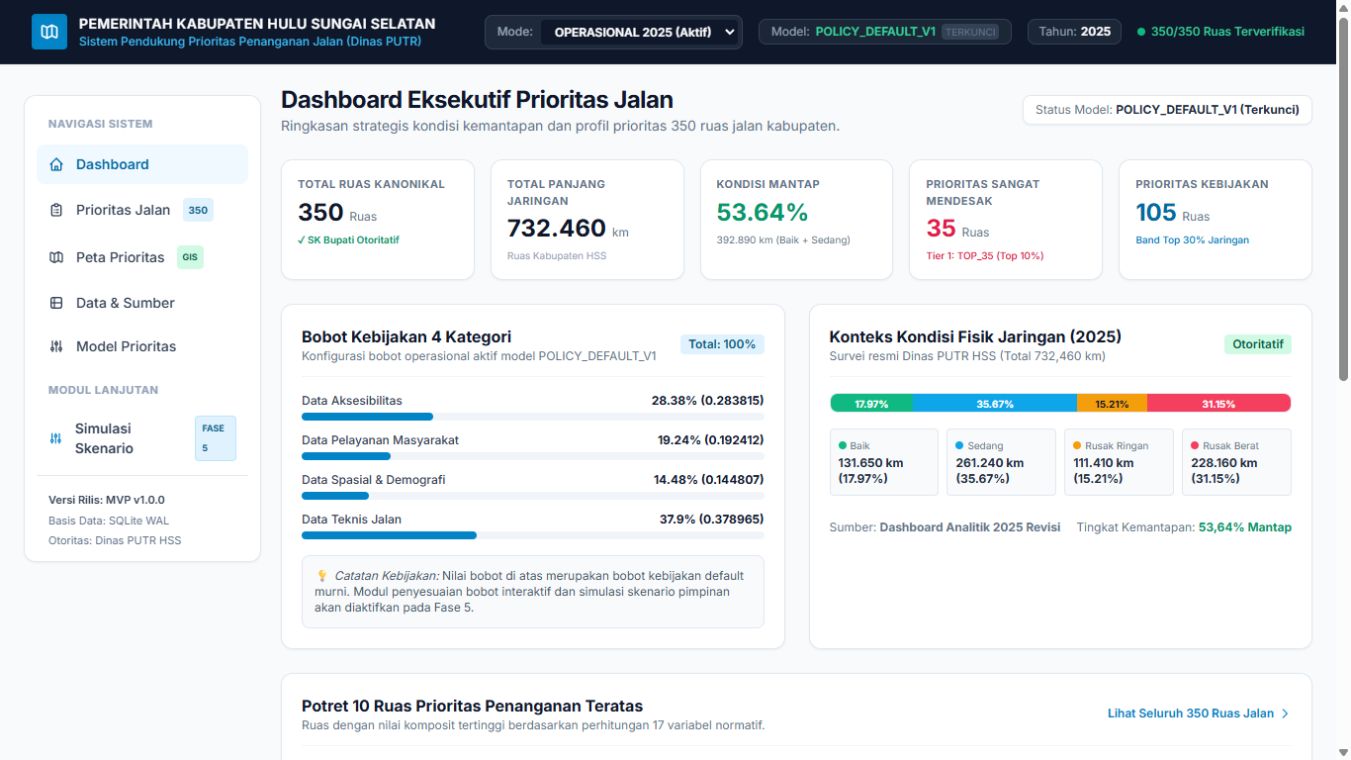 PEMERINTAH KABUPATEN HULU SUNGAI SELATAN
Sistem Pendukung Prioritas Penanganan Jalan (Dinas PUTR)
Mode: OPERASIONAL 2025 (Aktif)
Model: POLICY_DEFAULT_V1 TERKUNCI
Tahun: 2025
350/350 Ruas Terverifikasi
NAVIGASI SISTEM
Dashboard
Prioritas Jalan 350
Peta Prioritas GIS
Data & Sumber
Model Prioritas
MODUL LANJUTAN
Simulasi
Skenario
FASE
5
Versi Rilis: MVP v1.0.0
Basis Data: SQLite WAL
Otoritas: Dinas PUTR HSS
Dashboard Eksekutif Prioritas Jalan
Ringkasan strategis kondisi kemantapan dan profil prioritas 350 ruas jalan kabupaten.
Status Model: POLICY_DEFAULT_V1 (Terkunci)
TOTAL RUAS KANONIKAL
350 Ruas
✓ SK Bupati Otoritatif
TOTAL PANJANG
JARINGAN
732.460 km
Ruas Kabupaten HSS
KONDISI MANTAP
53.64%
392.890 km (Baik + Sedang)
PRIORITAS SANGAT
MENDESAK
35 Ruas
Tier 1: TOP_35 (Top 10%)
PRIORITAS KEBIJAKAN
105 Ruas
Band Top 30% Jaringan
Bobot Kebijakan 4 Kategori
Konfigurasi bobot operasional aktif model POLICY_DEFAULT_V1
Total: 100%
Data Aksesibilitas 28.38% (0.283815)
Data Pelayanan Masyarakat 19.24% (0.192412)
Data Spasial & Demografi 14.48% (0.144807)
Data Teknis Jalan 37.9% (0.378965)
💡 Catatan Kebijakan: Nilai bobot di atas merupakan bobot kebijakan default
murni. Modul penyesuaian bobot interaktif dan simulasi skenario pimpinan
akan diaktifkan pada Fase 5.
Konteks Kondisi Fisik Jaringan (2025)
Survei resmi Dinas PUTR HSS (Total 732,460 km)
Otoritatif
17.97% 35.67% 15.21% 31.15%
Baik
131.650 km
(17.97%)
Sedang
261.240 km
(35.67%)
Rusak Ringan
111.410 km
(15.21%)
Rusak Berat
228.160 km
(31.15%)
Sumber: Dashboard Analitik 2025 Revisi
Tingkat Kemantapan: 53,64% Mantap
Potret 10 Ruas Prioritas Penanganan Teratas
Ruas dengan nilai komposit tertinggi berdasarkan perhitungan 17 variabel normatif.
Lihat Seluruh 350 Ruas Jalan